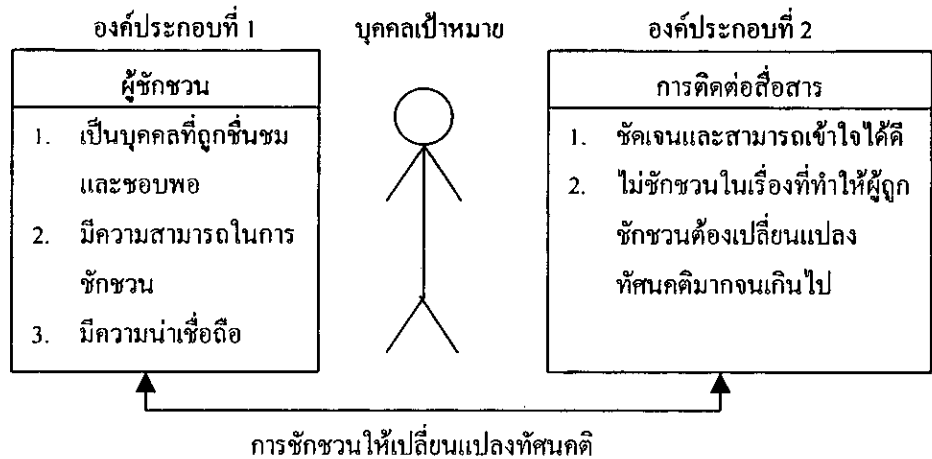 องค์ประกอบที่ 1
บุคคลเป้าหมาย
องค์ประกอบที่ 2
ผู้ชักชวน
1. เป็นบุคคลที่ถูกชื่นชม
และชอบพอ
2. มีความสามารถในการ
ชักชวน
3. มีความน่าเชื่อถือ
การติดต่อสื่อสาร
1. ชัดเจนและสามารถเข้าใจได้ดี
2. ไม่ชักชวนในเรื่องที่ทำให้ผู้ถูก
ชักชวนต้องเปลี่ยนแปลง
ทัศนคติมากจนเกินไป
การชักชวนให้เปลี่ยนแปลงทัศนคติ